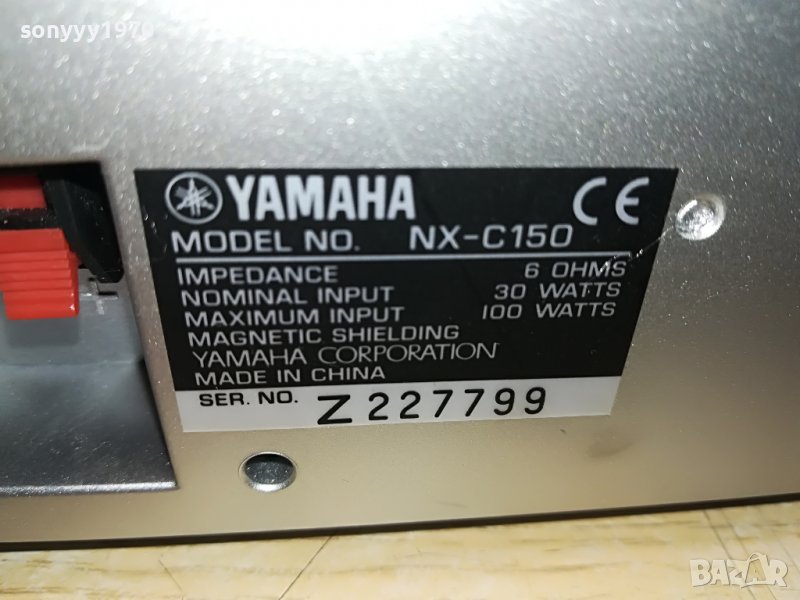 sonyyy1970
YAMAHA CE
MODEL NO. NX-C150
IMPEDANCE 6 OHMS
NOMINAL INPUT 30 WATTS
MAXIMUM INPUT 100 WATTS
MAGNETIC SHIELDING
YAMAHA CORPORATION
MADE IN CHINA
SER. NO. Z227799
BAZAR